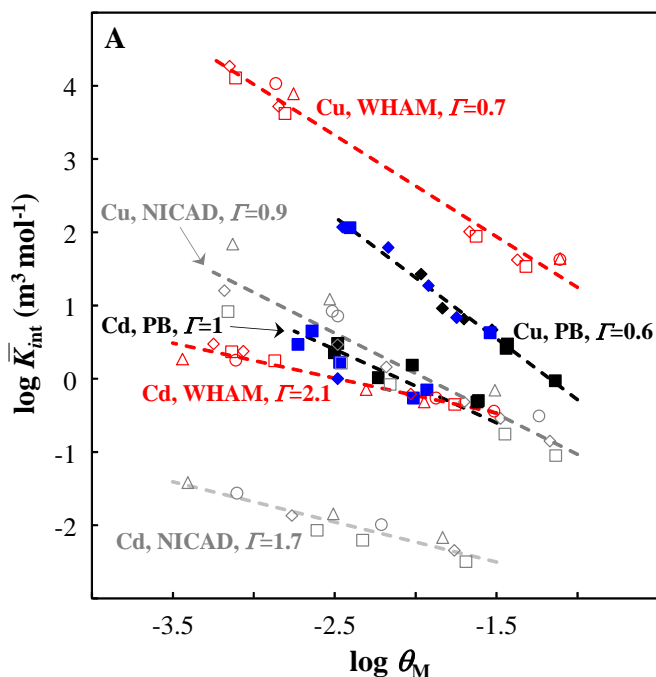 A
4
Cu, WHAM, Γ=0.7
3
Cu, NICAD, Γ=0.9
2
log K̅int (m³ mol⁻¹)
1
Cd, PB, Γ=1
Cu, PB, Γ=0.6
0
Cd, WHAM, Γ=2.1
-1
-2
Cd, NICAD, Γ=1.7
-3.5 -2.5 -1.5
log θM